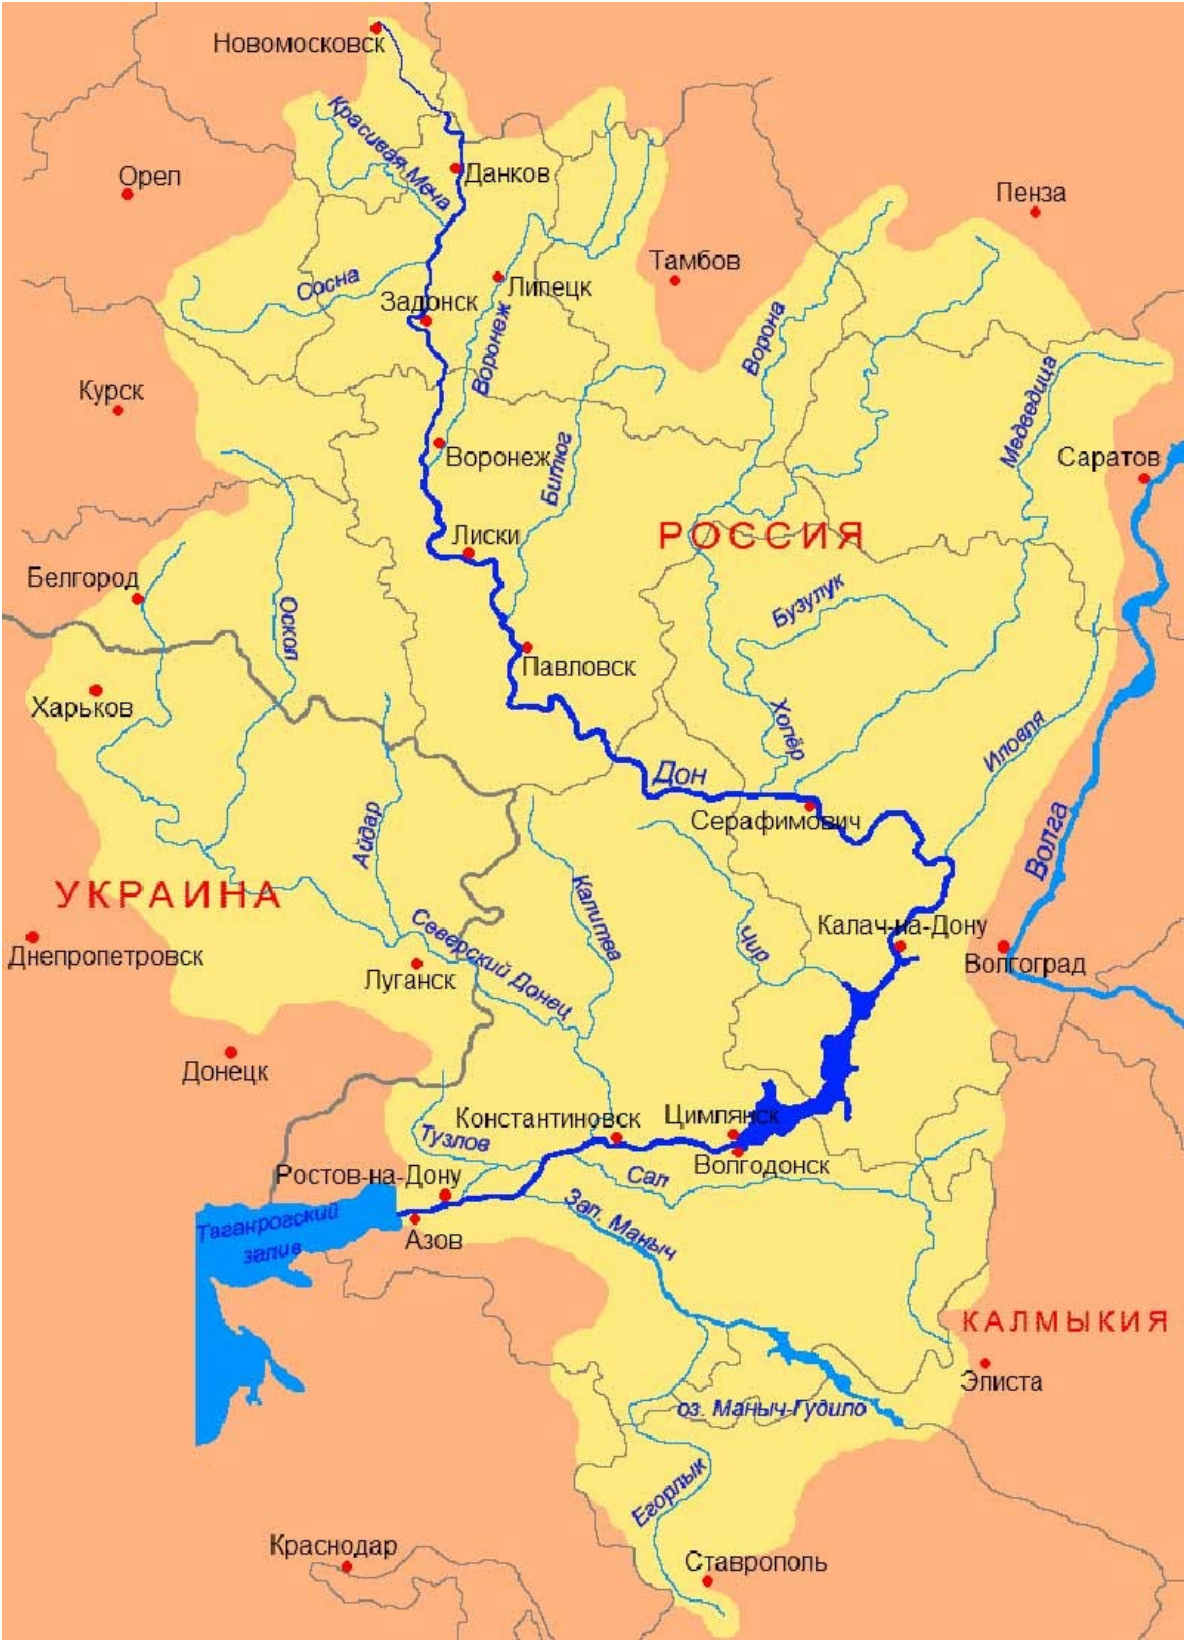 Новомосковск
Красивая Меча
Орел
Данков
Пенза
Тамбов
Сосна
Липецк
Задонск
Воронеж
Ворона
Курск
Медведица
Воронеж
Битюг
Саратов
Лиски
РОССИЯ
Белгород
Оскол
Бузулук
Павловск
Харьков
Хопёр
Иловля
Дон
Серафимович
Айдар
Волга
УКРАИНА
Калитва
Северский Донец
Калач-на-Дону
Чир
Днепропетровск
Луганск
Волгоград
Донецк
Константиновск
Цимлянск
Тузлов
Волгодонск
Ростов-на-Дону
Сал
Таганрогский
залив
Зап. Маныч
Азов
КАЛМЫКИЯ
Элиста
оз. Маныч-Гудило
Егорлык
Краснодар
Ставрополь